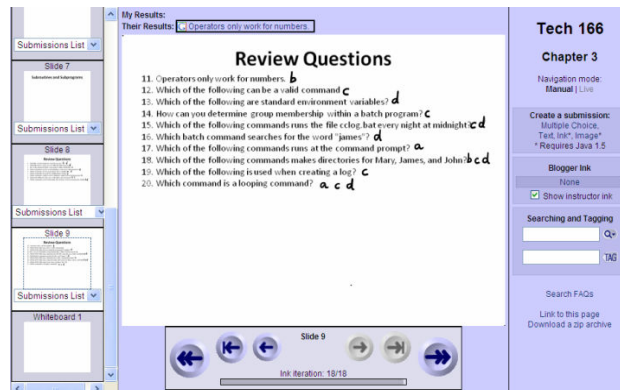 Submissions List
Slide 7
Subroutines and Subprograms
Submissions List
Slide 8
Review Questions
Submissions List
Slide 9
Review Questions
Submissions List
Whiteboard 1
My Results:
Their Results: Operators only work for numbers.
Review Questions
11. Operators only work for numbers. b
12. Which of the following can be a valid command c
13. Which of the following are standard environment variables? d
14. How can you determine group membership within a batch program? c
15. Which of the following commands runs the file cclog.bat every night at midnight? c d
16. Which batch command searches for the word "james"? d
17. Which of the following commands runs at the command prompt? a
18. Which of the following commands makes directories for Mary, James, and John? b c d
19. Which of the following is used when creating a log? c
20. Which command is a looping command? a c d
Slide 9
Ink iteration: 18/18
Tech 166
Chapter 3
Navigation mode:
Manual | Live
Create a submission:
Multiple Choice,
Text, Ink*, Image*
* Requires Java 1.5
Blogger Ink
None
Show instructor ink
Searching and Tagging
TAG
Search FAQs
Link to this page
Download a zip archive